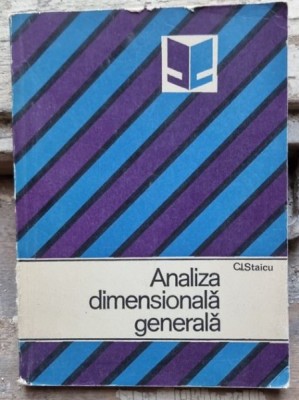 C.I.Staicu
Analiza
dimensională
generală